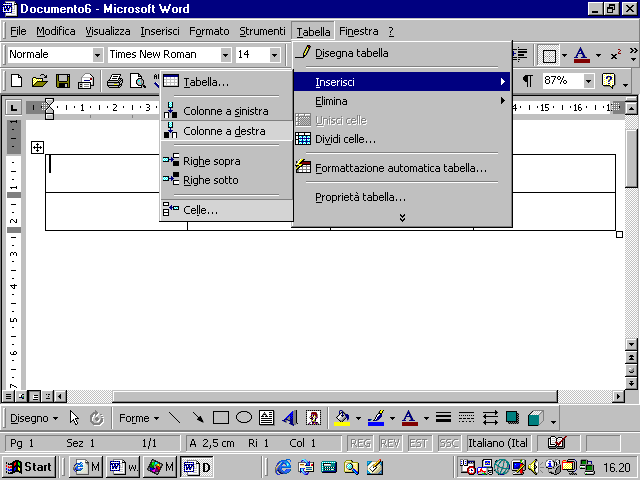 Documento6 - Microsoft Word
File Modifica Visualizza Inserisci Formato Strumenti Tabella Finestra ?
Normale Times New Roman 14
Disegna tabella
87%
Tabella...
Inserisci
Colonne a sinistra
Elimina
Colonne a destra
Unisci celle
Dividi celle...
Righe sopra
Formattazione automatica tabella...
Righe sotto
Proprietà tabella...
Celle...
Disegno Forme
Pg 1 Sez 1 1/1 A 2,5 cm Ri 1 Col 1 REG REV EST SSC Italiano (Ital
Start M w. M D 16.20